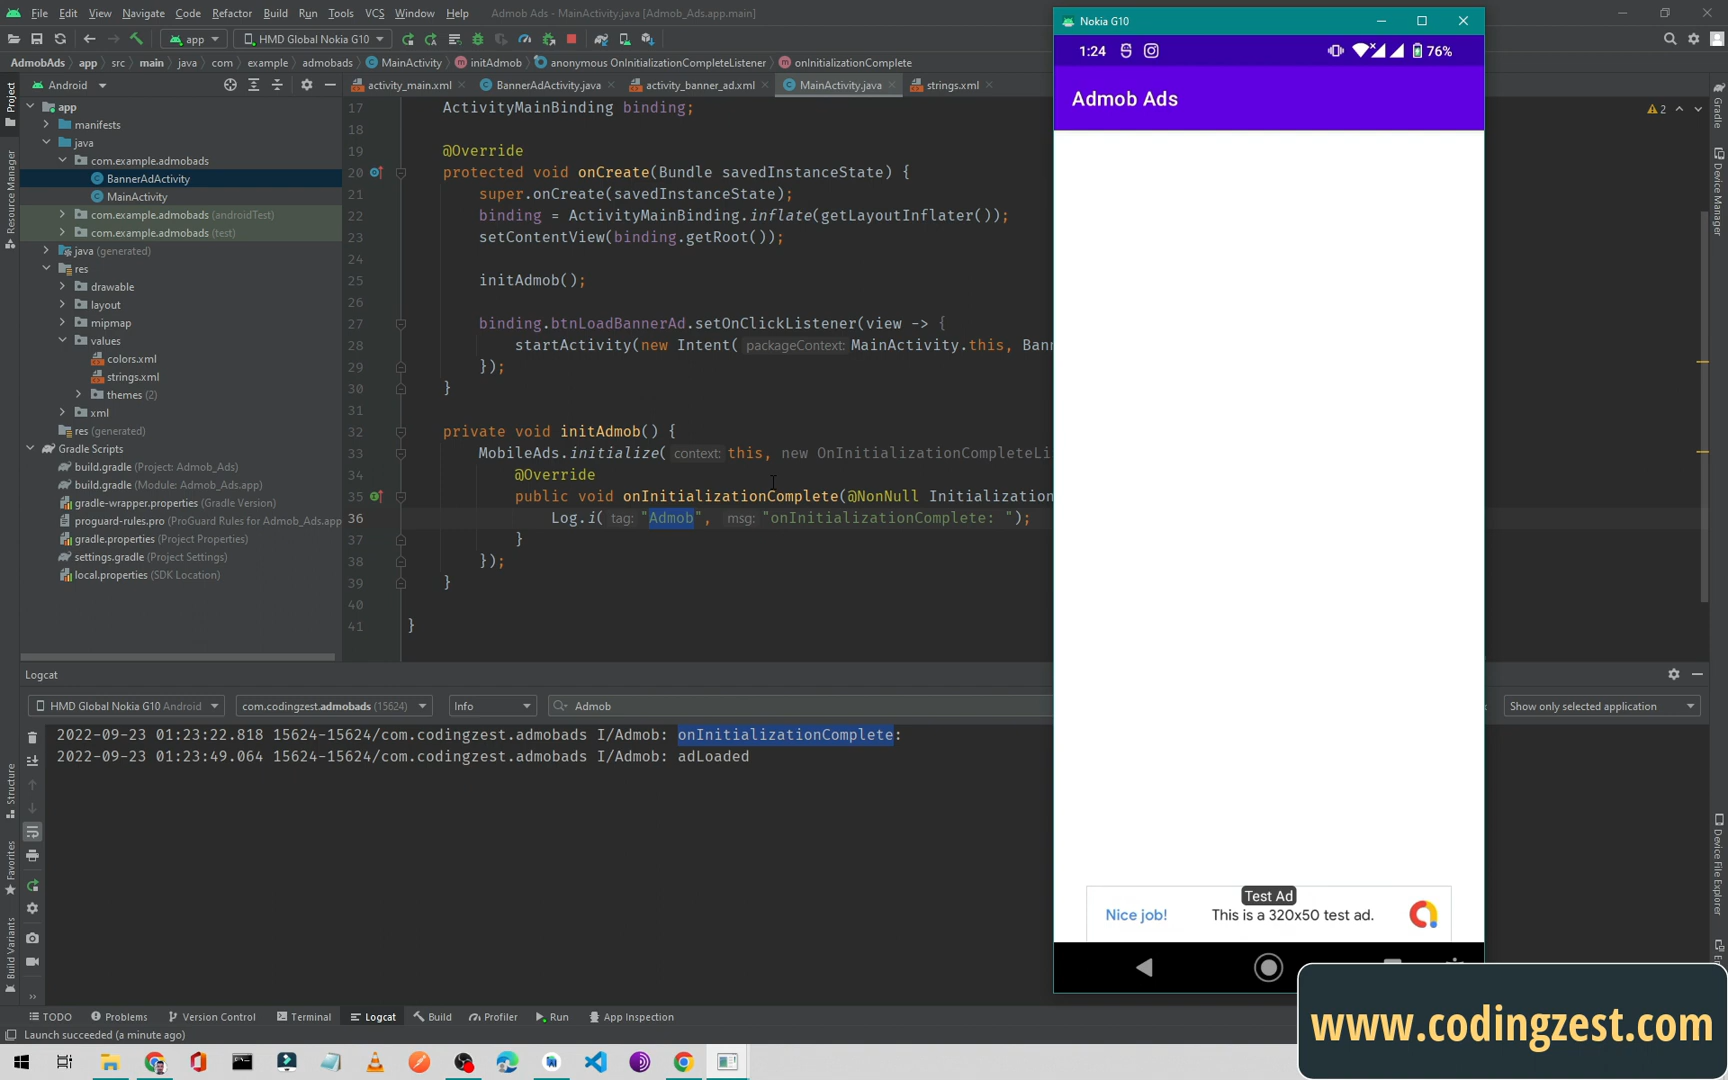 File Edit View Navigate Code Refactor Build Run Tools VCS Window Help Admob Ads - MainActivity.java [Admob_Ads.app.main]
app HMD Global Nokia G10
AdmobAds app src main java com example admobads MainActivity initAdmob anonymous OnInitializationCompleteListener onInitializationComplete
Android
activity_main.xml BannerAdActivity.java activity_banner_ad.xml MainActivity.java strings.xml
Project
Resource Manager
Structure
Favorites
Build Variants
app
manifests
java
com.example.admobads
BannerAdActivity
MainActivity
com.example.admobads (androidTest)
com.example.admobads (test)
java (generated)
res
drawable
layout
mipmap
values
colors.xml
strings.xml
themes (2)
xml
res (generated)
Gradle Scripts
build.gradle (Project: Admob_Ads)
build.gradle (Module: Admob_Ads.app)
gradle-wrapper.properties (Gradle Version)
proguard-rules.pro (ProGuard Rules for Admob_Ads.app
gradle.properties (Project Properties)
settings.gradle (Project Settings)
local.properties (SDK Location)
17 ActivityMainBinding binding;
18
19 @Override
20 protected void onCreate(Bundle savedInstanceState) {
21 super.onCreate(savedInstanceState);
22 binding = ActivityMainBinding.inflate(getLayoutInflater());
23 setContentView(binding.getRoot());
24
25 initAdmob();
26
27 binding.btnLoadBannerAd.setOnClickListener(view -> {
28 startActivity(new Intent( packageContext: MainActivity.this, Bann
29 });
30 }
31
32 private void initAdmob() {
33 MobileAds.initialize( context: this, new OnInitializationCompleteLi
34 @Override
35 public void onInitializationComplete(@NonNull Initialization
36 Log.i( tag: "Admob", msg: "onInitializationComplete: ");
37 }
38 });
39 }
40
41 }
2
Gradle
Device Manager
Device File Explorer
Nokia G10
1:24 76%
Admob Ads
Test Ad
Nice job! This is a 320x50 test ad.
Logcat
HMD Global Nokia G10 Android com.codingzest.admobads (15624) Info Admob Show only selected application
2022-09-23 01:23:22.818 15624-15624/com.codingzest.admobads I/Admob: onInitializationComplete:
2022-09-23 01:23:49.064 15624-15624/com.codingzest.admobads I/Admob: adLoaded
TODO Problems Version Control Terminal Logcat Build Profiler Run App Inspection
Launch succeeded (a minute ago)
www.codingzest.com